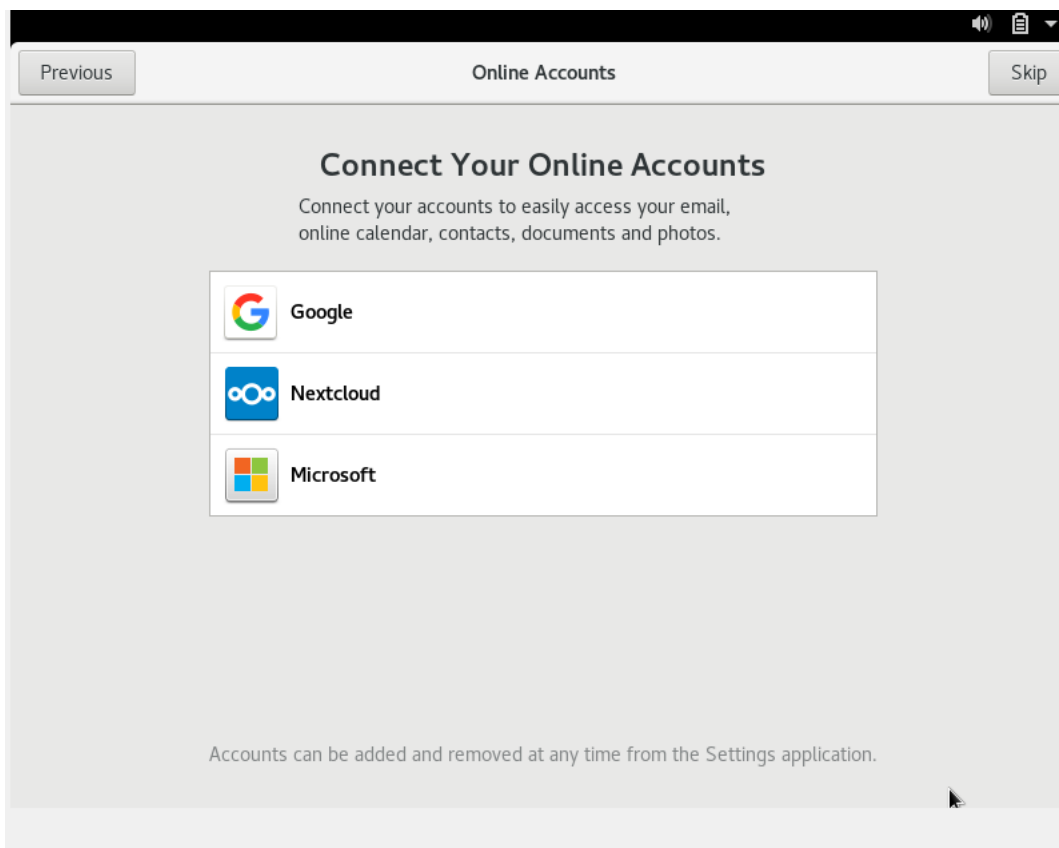 Previous
Online Accounts
Skip
Connect Your Online Accounts
Connect your accounts to easily access your email,
online calendar, contacts, documents and photos.
Google
Nextcloud
Microsoft
Accounts can be added and removed at any time from the Settings application.